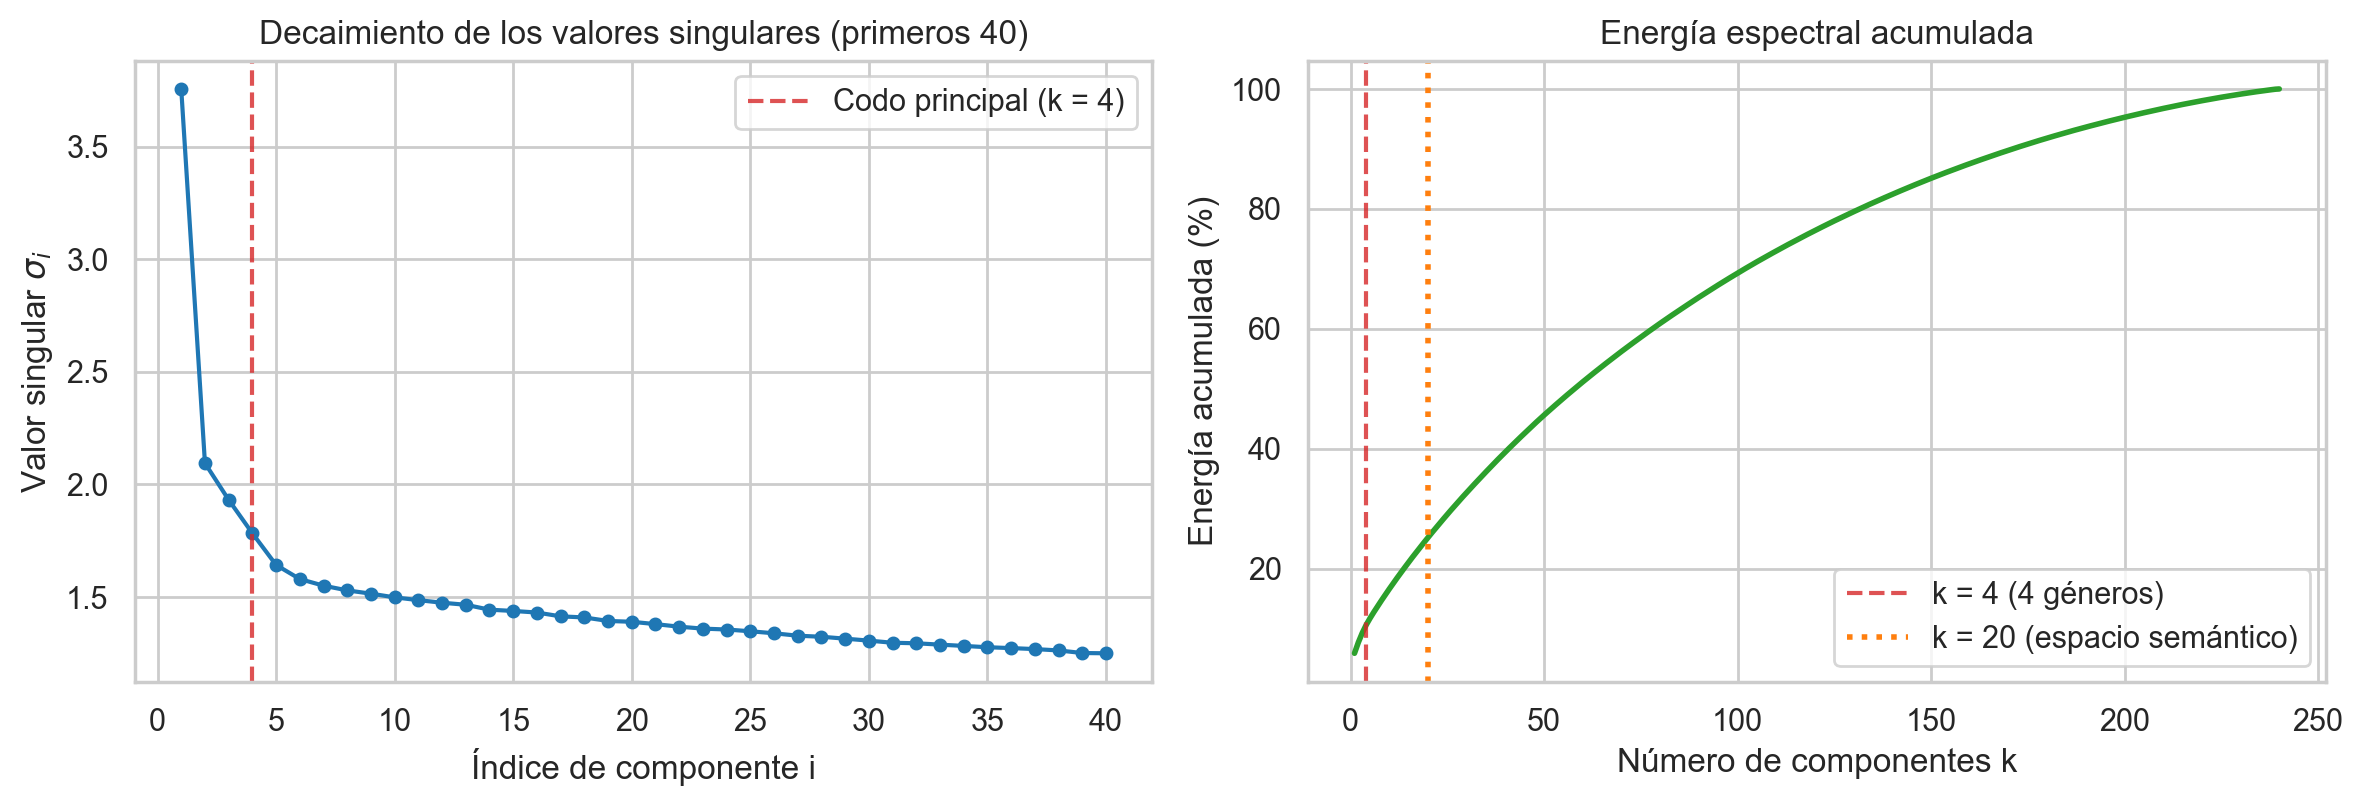 Decaimiento de los valores singulares (primeros 40)
Valor singular σᵢ
3.5
3.0
2.5
2.0
1.5
0 5 10 15 20 25 30 35 40
Índice de componente i
Codo principal (k = 4)
Energía espectral acumulada
Energía acumulada (%)
100
80
60
40
20
0 50 100 150 200 250
Número de componentes k
k = 4 (4 géneros)
k = 20 (espacio semántico)